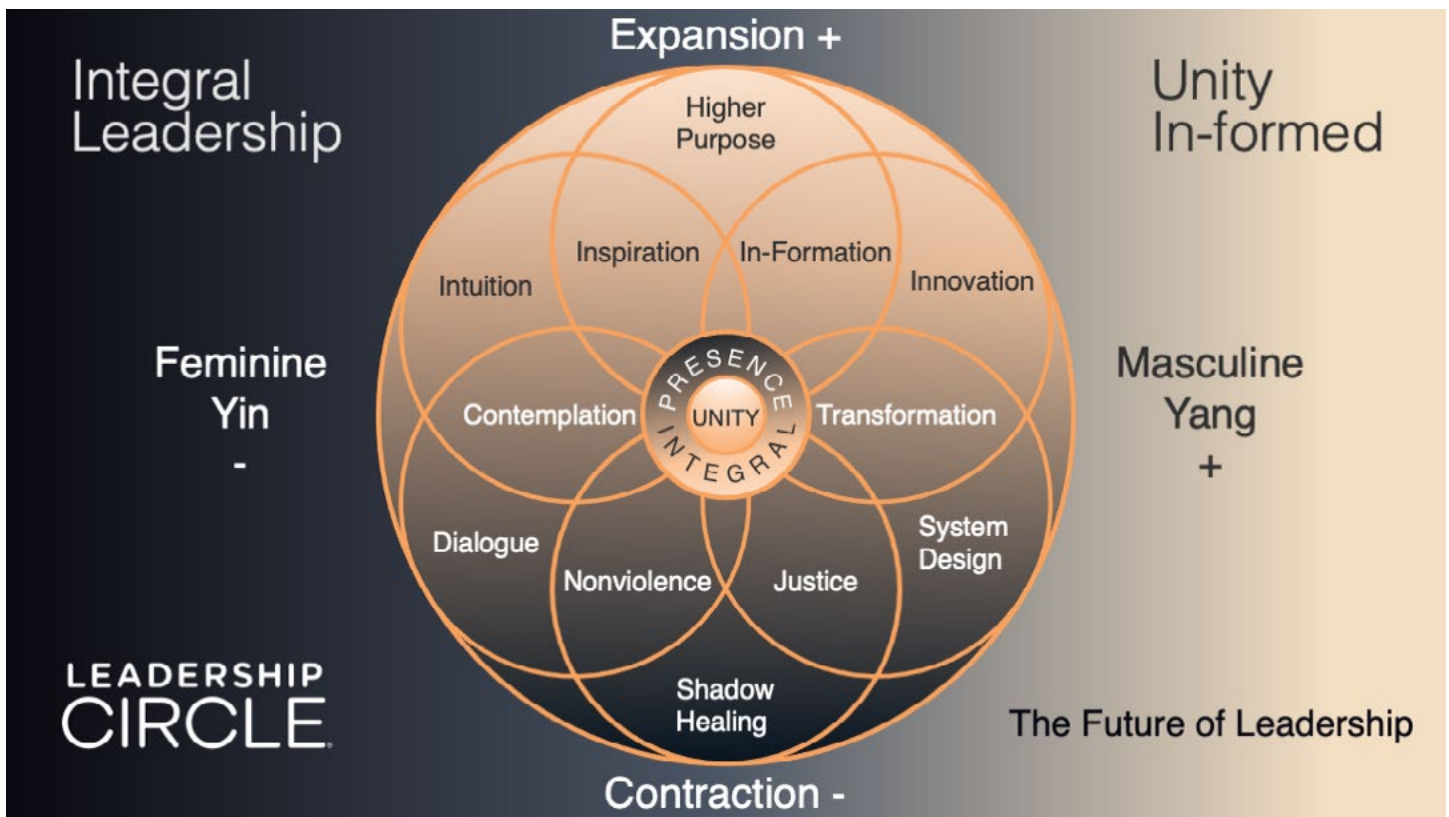 Expansion +
Integral
Leadership
Unity
In-formed
Higher
Purpose
Inspiration
In-Formation
Intuition
Innovation
Feminine
Yin
-
Masculine
Yang
+
PRESENCE
Contemplation
UNITY
Transformation
INTEGRAL
Dialogue
System
Design
Nonviolence
Justice
LEADERSHIP
CIRCLE®
Shadow
Healing
The Future of Leadership
Contraction -